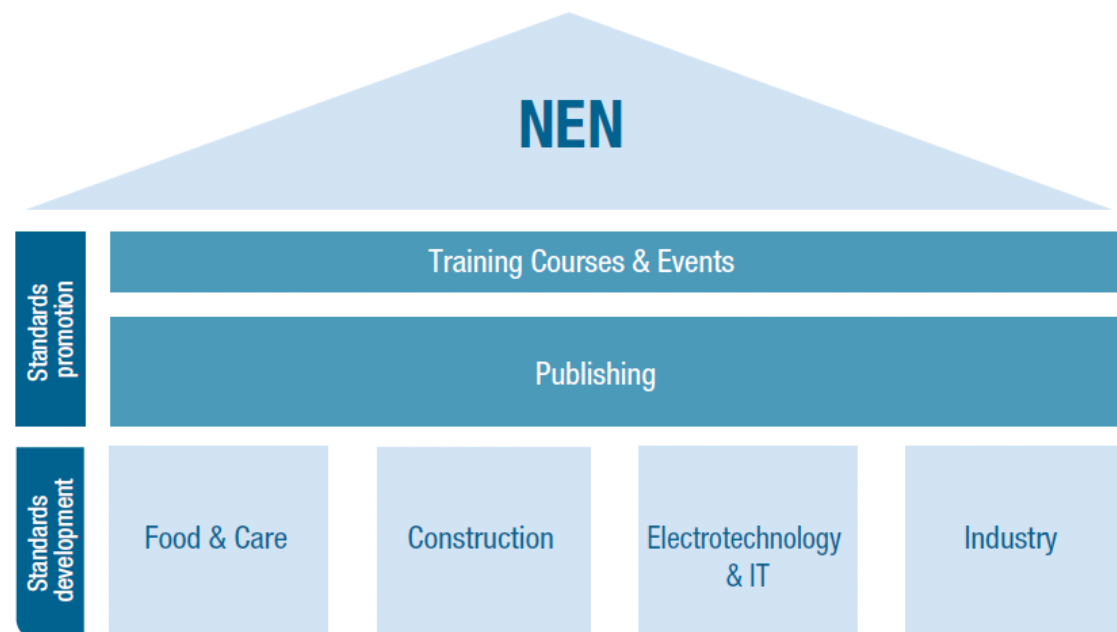 NEN
Standards
promotion
Training Courses & Events
Publishing
Standards
development
Food & Care
Construction
Electrotechnology
& IT
Industry